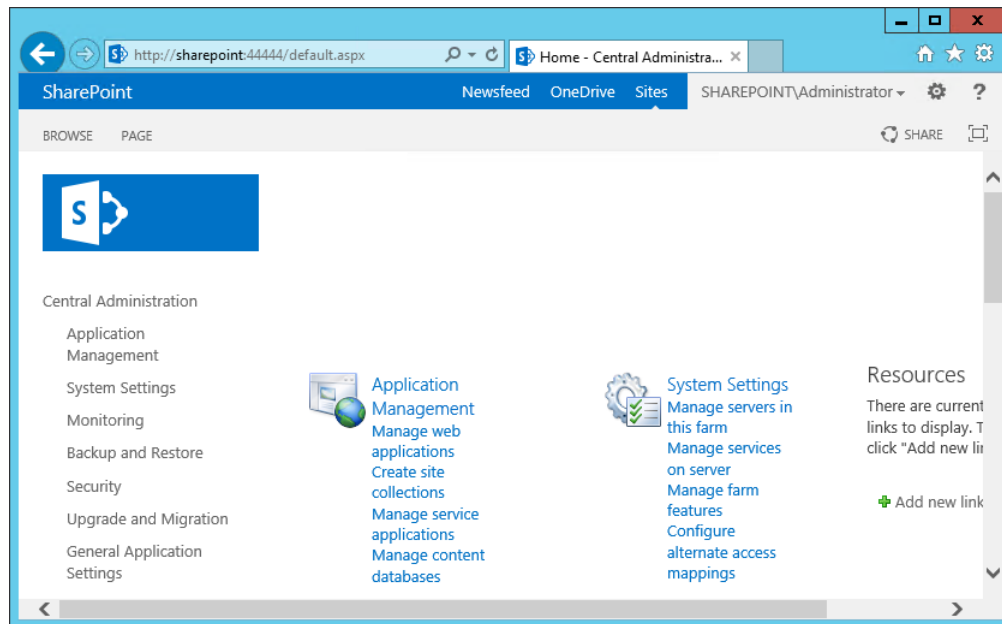 http://sharepoint:44444/default.aspx
Home - Central Administra...
SharePoint
Newsfeed OneDrive Sites SHAREPOINT\Administrator ?
BROWSE PAGE
SHARE
S
Central Administration
Application
Management
System Settings
Monitoring
Backup and Restore
Security
Upgrade and Migration
General Application
Settings
Application
Management
Manage web
applications
Create site
collections
Manage service
applications
Manage content
databases
System Settings
Manage servers in
this farm
Manage services
on server
Manage farm
features
Configure
alternate access
mappings
Resources
There are current
links to display. T
click "Add new lin
Add new link